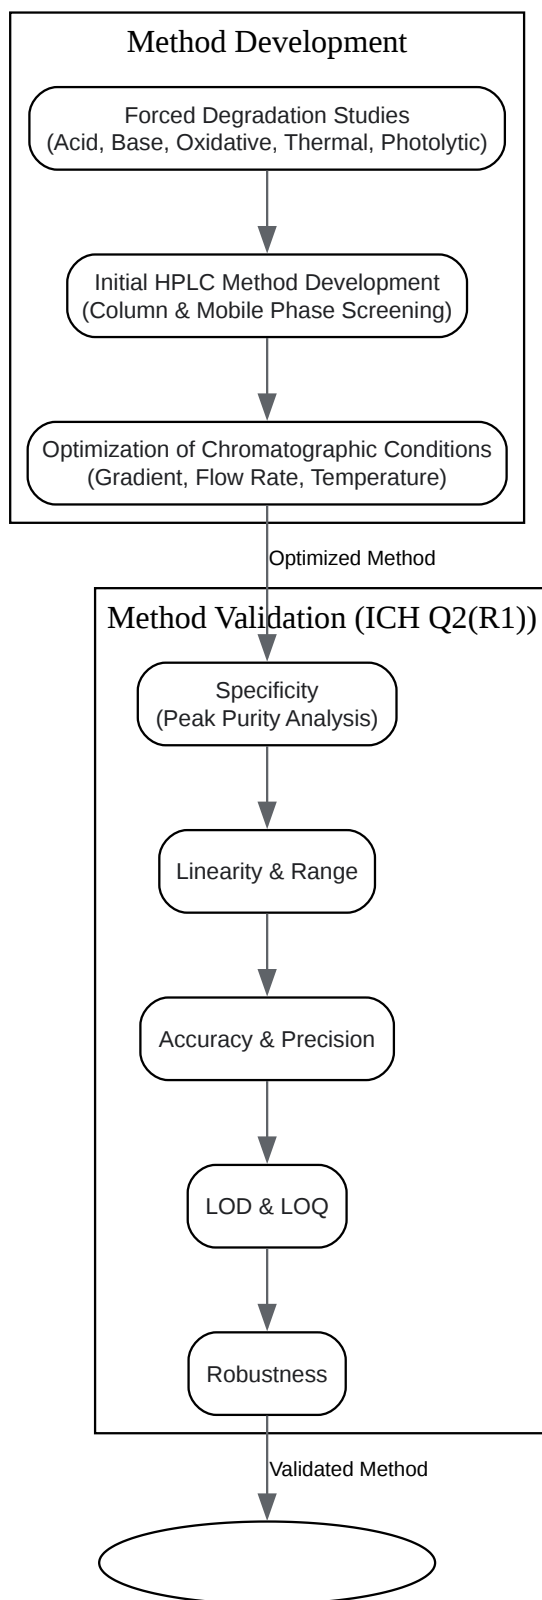 Method Development
Forced Degradation Studies
(Acid, Base, Oxidative, Thermal, Photolytic)
Initial HPLC Method Development
(Column & Mobile Phase Screening)
Optimization of Chromatographic Conditions
(Gradient, Flow Rate, Temperature)
Optimized Method
Method Validation (ICH Q2(R1))
Specificity
(Peak Purity Analysis)
Linearity & Range
Accuracy & Precision
LOD & LOQ
Robustness
Validated Method